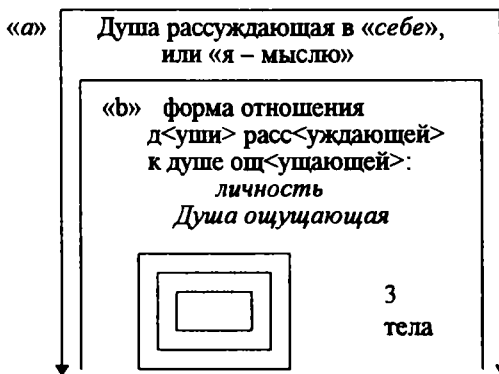 «a» Душа рассуждающая в «себе»,
или «я – мыслю»
«b» форма отношения
д<уши> расс<уждающей>
к душе ощ<ущающей>:
личность
Душа ощущающая
3
тела